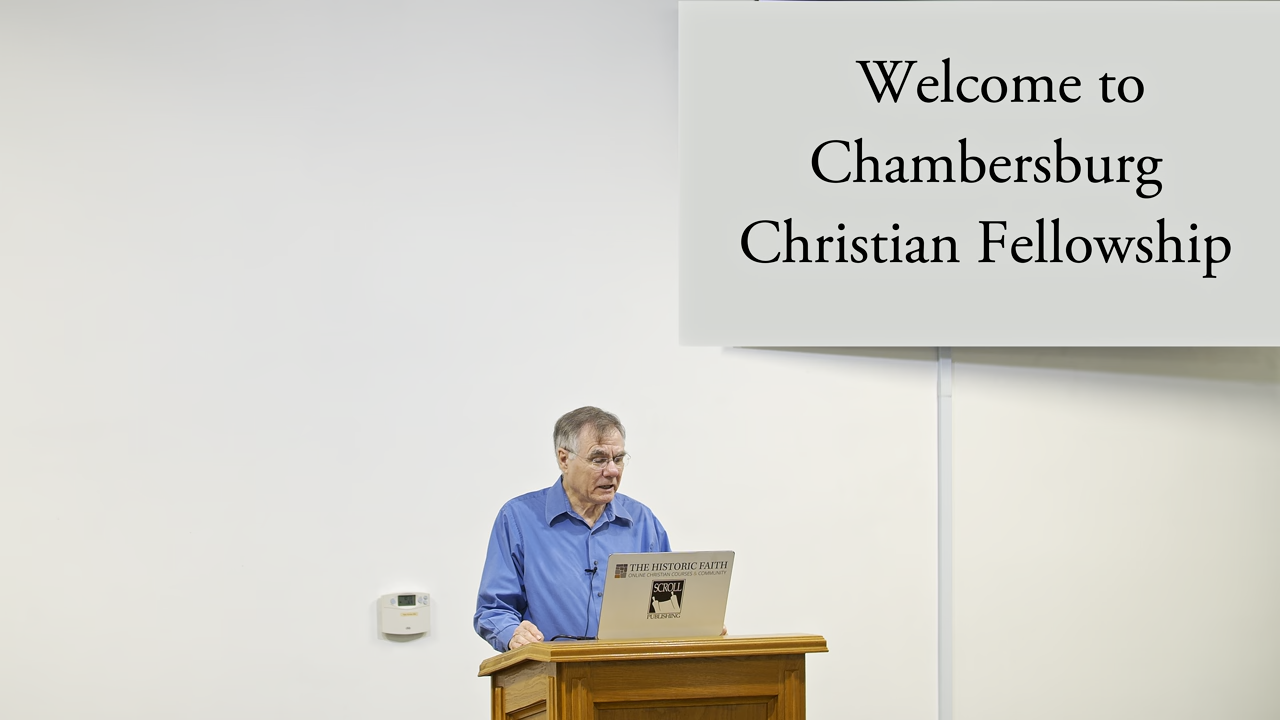 Welcome to
Chambersburg
Christian Fellowship
THE HISTORIC FAITH
ONLINE CHRISTIAN COURSES & COMMUNITY
SCROLL
PUBLISHING